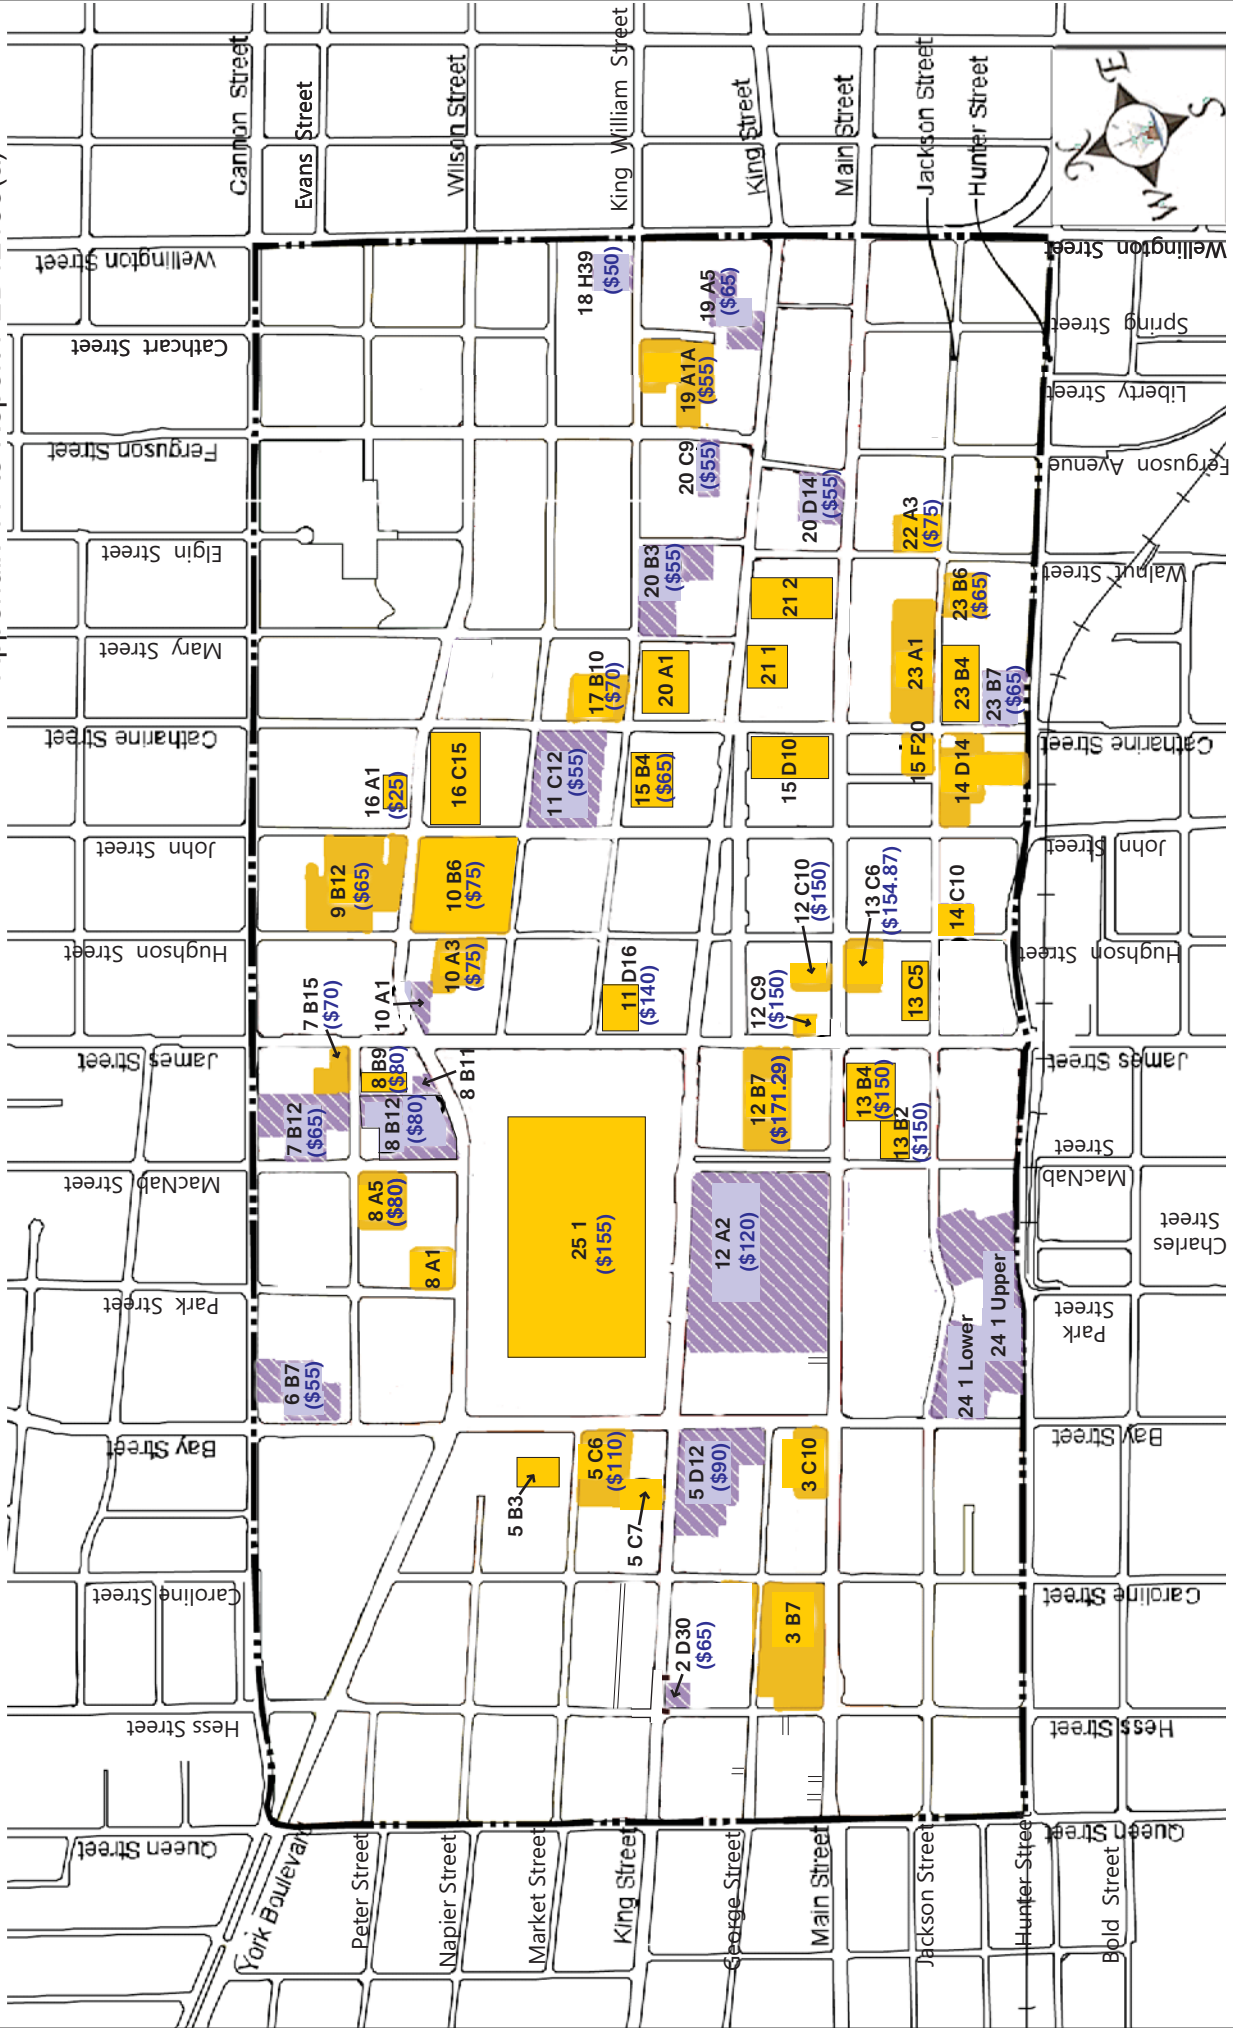 Cannon Street
Evans Street
Wilson Street
King William Street
King Street
Main Street
Jackson Street
Hunter Street
N
E
S
W
Wellington Street
Cathcart Street
Ferguson Street
Elgin Street
Mary Street
Catharine Street
John Street
Hughson Street
James Street
MacNab Street
Park Street
Bay Street
Caroline Street
Hess Street
Queen Street
Wellington Street
Spring Street
Liberty Street
Ferguson Avenue
Walnut Street
Catharine Street
John Street
Hughson Street
James Street
MacNab
Street
Charles
Street
Park
Street
Bay Street
Caroline Street
Hess Street
Queen Street
York Boulevard
Peter Street
Napier Street
Market Street
King Street
George Street
Main Street
Jackson Street
Hunter Street
Bold Street
18 H39
($50)
19 A5
($65)
19 A1A
($55)
20 C9
($55)
20 D14
($55)
22 A3
($75)
20 B3
($55)
21 2
23 B6
($65)
17 B10
($70)
20 A1
21 1
23 A1
23 B4
23 B7
($65)
16 A1
($25)
16 C15
11 C12
($55)
15 B4
($65)
15 D10
15 F20
14 D14
9 B12
($65)
10 B6
($75)
12 C10
($150)
13 C6
($154.87)
14 C10
7 B15
($70)
10 A1
10 A3
($75)
11 D16
($140)
12 C9
($150)
13 C5
7 B12
($65)
8 B9
($80)
8 B12
($80)
8 B11
12 B7
($171.29)
13 B4
($150)
13 B2
($150)
8 A5
($80)
8 A1
25 1
($155)
12 A2
($120)
24 1 Lower
24 1 Upper
6 B7
($55)
5 B3
5 C6
($110)
5 C7
5 D12
($90)
3 C10
2 D30
($65)
3 B7